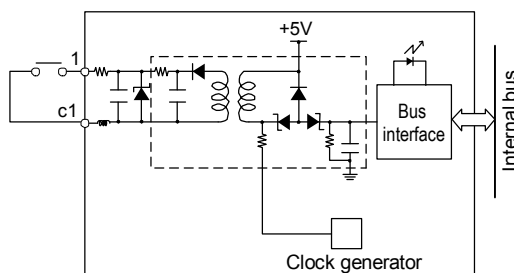 +5V
1
c1
Bus
interface
Internal bus
Clock generator